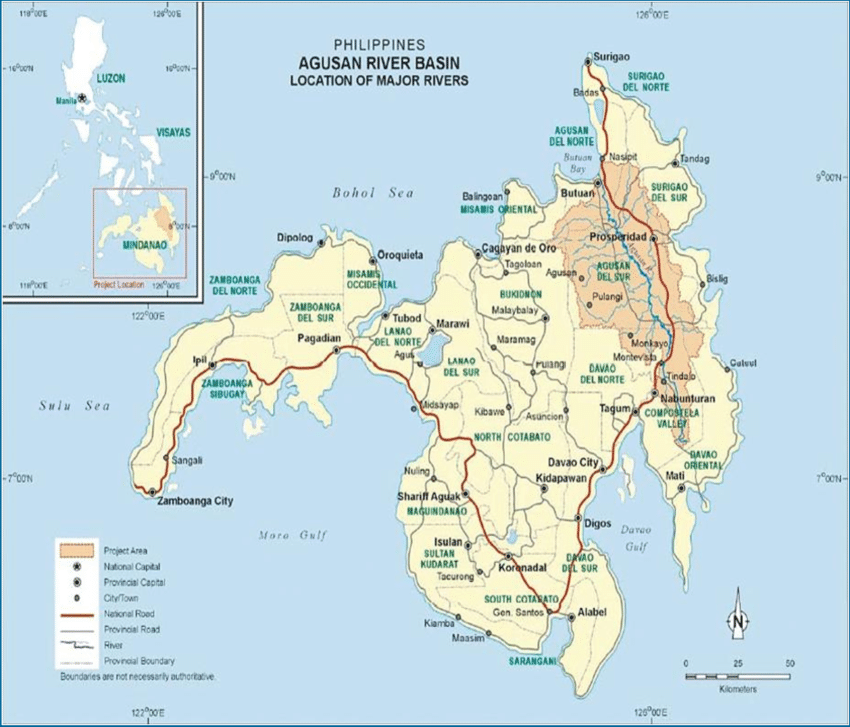 PHILIPPINES
AGUSAN RIVER BASIN
LOCATION OF MAJOR RIVERS
118°00'E
126°00'E
16°00'N
16°00'N
LUZON
Manila
VISAYAS
8°00'N
8°00'N
MINDANAO
Project Location
118°00'E
126°00'E
126°00'E
Surigao
SURIGAO
DEL NORTE
Badas
AGUSAN
DEL NORTE
Butuan
Bay
Nasipit
Tandag
9°00'N
9°00'N
Bohol Sea
Balingoan
MISAMIS ORIENTAL
Butuan
SURIGAO
DEL SUR
Dipolog
Oroquieta
Cagayan de Oro
Tagoloan
Prosperidad
Agusan
AGUSAN
DEL SUR
Bislig
ZAMBOANGA
DEL NORTE
MISAMIS
OCCIDENTAL
BUKIDNON
Pulangi
122°00'E
ZAMBOANGA
DEL SUR
Tubod
Marawi
Malaybalay
Pagadian
LANAO
DEL NORTE
Maramag
Monkayo
Agus
LANAO
DEL SUR
Pulangi
DAVAO
DEL NORTE
Montevista
Ipil
Tindalo
Cateel
ZAMBOANGA
SIBUGAY
Nabunturan
Sulu Sea
Midsayap
Kibawe
Asuncion
Tagum
COMPOSTELA
VALLEY
NORTH COTABATO
Sangali
Nuling
Davao City
DAVAO
ORIENTAL
7°00'N
7°00'N
Kidapawan
Mati
Zamboanga City
Shariff Aguak
MAGUINDANAO
Digos
Moro Gulf
Davao
Gulf
Isulan
SULTAN
KUDARAT
Koronadal
DAVAO
DEL SUR
Tacurong
SOUTH COTABATO
Gen. Santos
Alabel
Kiamba
Maasim
SARANGANI
Project Area
National Capital
Provincial Capital
City/Town
National Road
Provincial Road
River
Provincial Boundary
Boundaries are not necessarily authoritative.
N
0 25 25 50
Kilometers
122°00'E
126°00'E